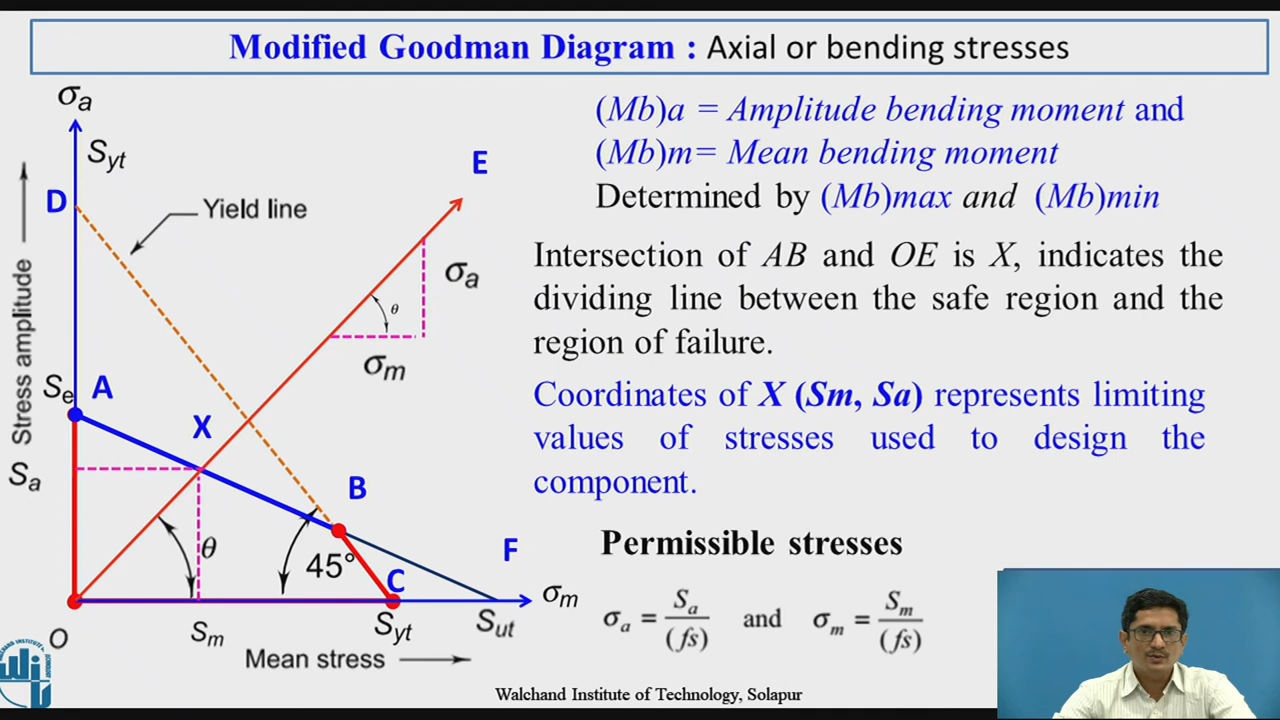 Modified Goodman Diagram : Axial or bending stresses
σa
Syt
D
Yield line
E
σa
θ
σm
Stress amplitude
Se
A
X
Sa
B
θ
45°
C
F
σm
O
Sm
Syt
Sut
Mean stress
(Mb)a = Amplitude bending moment and
(Mb)m= Mean bending moment
Determined by (Mb)max and (Mb)min
Intersection of AB and OE is X, indicates the
dividing line between the safe region and the
region of failure.
Coordinates of X (Sm, Sa) represents limiting
values of stresses used to design the
component.
Permissible stresses
σa = Sa/(fs) and σm = Sm/(fs)
Walchand Institute of Technology, Solapur